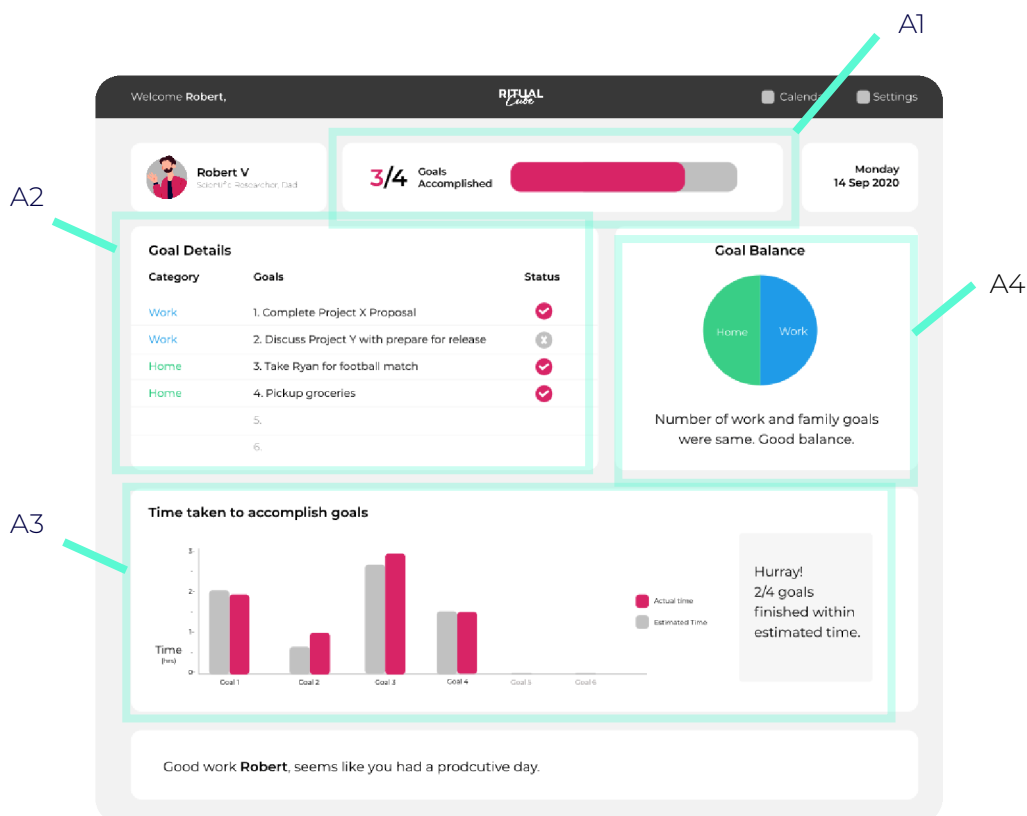 A1
Welcome Robert,
RITUAL
Cube
Calendar
Settings
Robert V
Scientific Researcher, Dad
3/4
Goals
Accomplished
Monday
14 Sep 2020
A2
Goal Details
Category Goals Status
Work 1. Complete Project X Proposal
Work 2. Discuss Project Y with prepare for release
Home 3. Take Ryan for football match
Home 4. Pickup groceries
5.
6.
A4
Goal Balance
Home Work
Number of work and family goals
were same. Good balance.
A3
Time taken to accomplish goals
3-
2-
1-
0-
Time
(hrs)
Goal 1 Goal 2 Goal 3 Goal 4 Goal 5 Goal 6
Actual time
Estimated Time
Hurray!
2/4 goals
finished within
estimated time.
Good work Robert, seems like you had a prodcutive day.